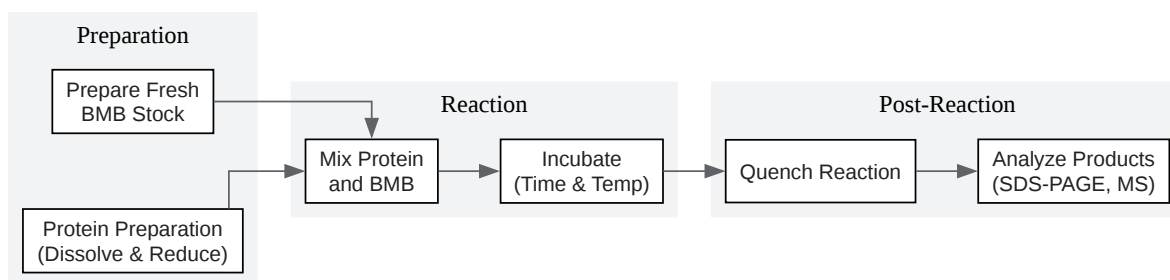 Preparation
Prepare Fresh
BMB Stock
Protein Preparation
(Dissolve & Reduce)
Reaction
Mix Protein
and BMB
Incubate
(Time & Temp)
Post-Reaction
Quench Reaction
Analyze Products
(SDS-PAGE, MS)